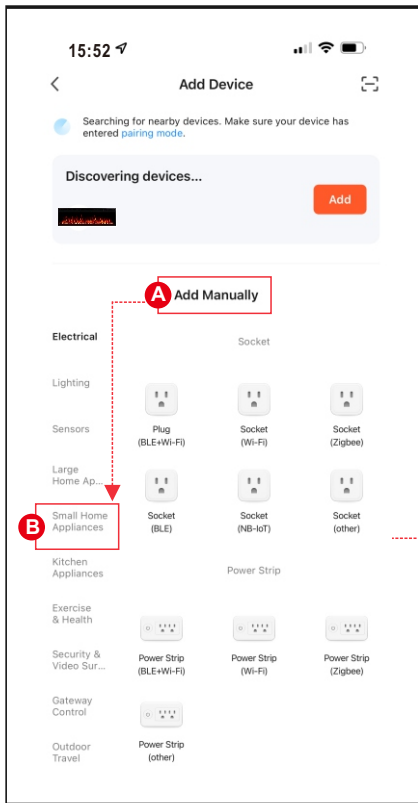 15:52
Add Device
Searching for nearby devices. Make sure your device has
entered pairing mode.
Discovering devices...
Add
A
Add Manually
Electrical
Lighting
Sensors
Large
Home Ap...
B
Small Home
Appliances
Kitchen
Appliances
Exercise
& Health
Security &
Video Sur...
Gateway
Control
Outdoor
Travel
Socket
Plug
(BLE+Wi-Fi)
Socket
(Wi-Fi)
Socket
(Zigbee)
Socket
(BLE)
Socket
(NB-IoT)
Socket
(other)
Power Strip
Power Strip
(BLE+Wi-Fi)
Power Strip
(Wi-Fi)
Power Strip
(Zigbee)
Power Strip
(other)